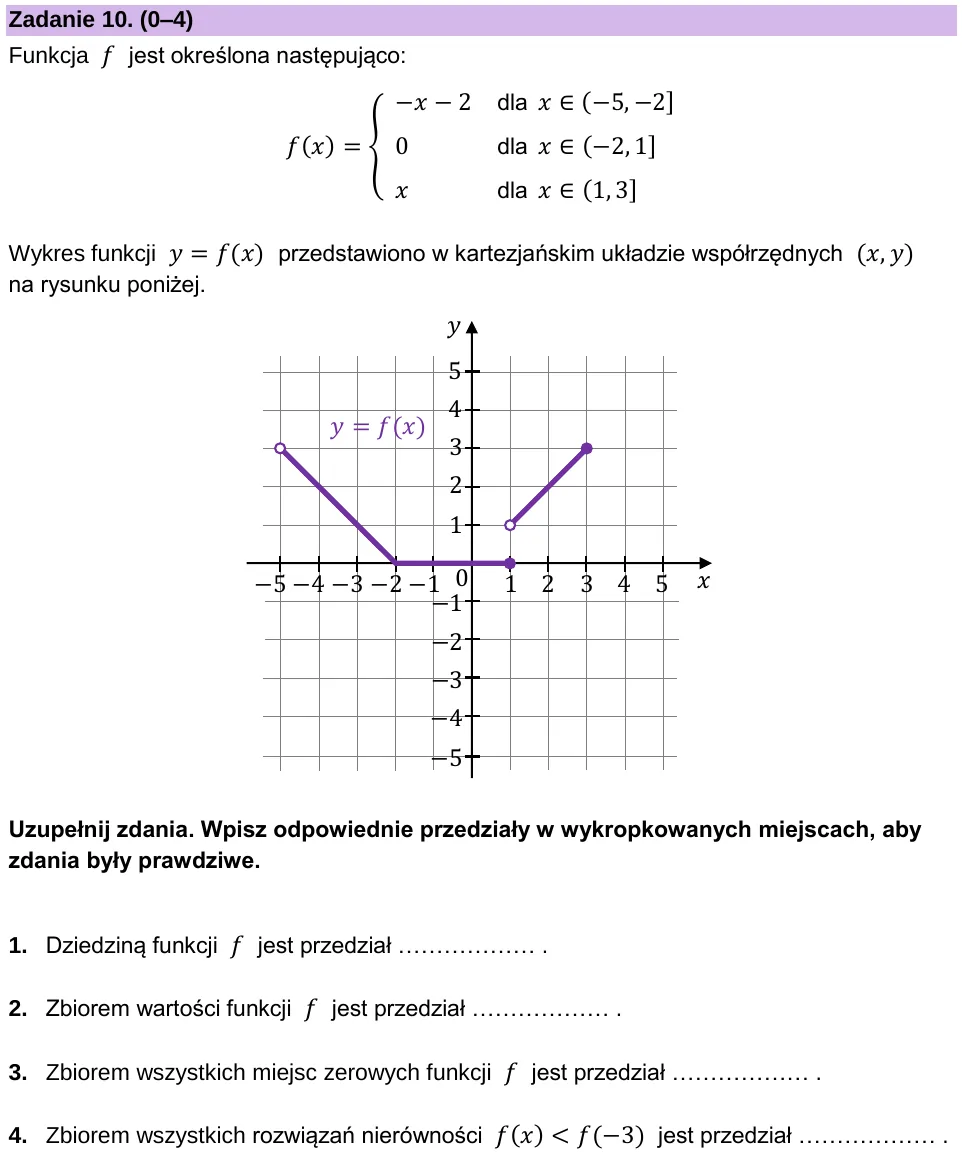 Zadanie 10. (0–4)
Funkcja f jest określona następująco:
−x − 2 dla x ∈ (−5, −2]
f(x) = { 0 dla x ∈ (−2, 1]
x dla x ∈ (1, 3]
Wykres funkcji y = f(x) przedstawiono w kartezjańskim układzie współrzędnych (x, y)
na rysunku poniżej.
y
5
4
y = f(x)
3
2
1
−5 −4 −3 −2 −1 0 1 2 3 4 5 x
−1
−2
−3
−4
−5
Uzupełnij zdania. Wpisz odpowiednie przedziały w wykropkowanych miejscach, aby
zdania były prawdziwe.
1. Dziedziną funkcji f jest przedział ……………… .
2. Zbiorem wartości funkcji f jest przedział ……………… .
3. Zbiorem wszystkich miejsc zerowych funkcji f jest przedział ……………… .
4. Zbiorem wszystkich rozwiązań nierówności f(x) < f(−3) jest przedział ……………… .